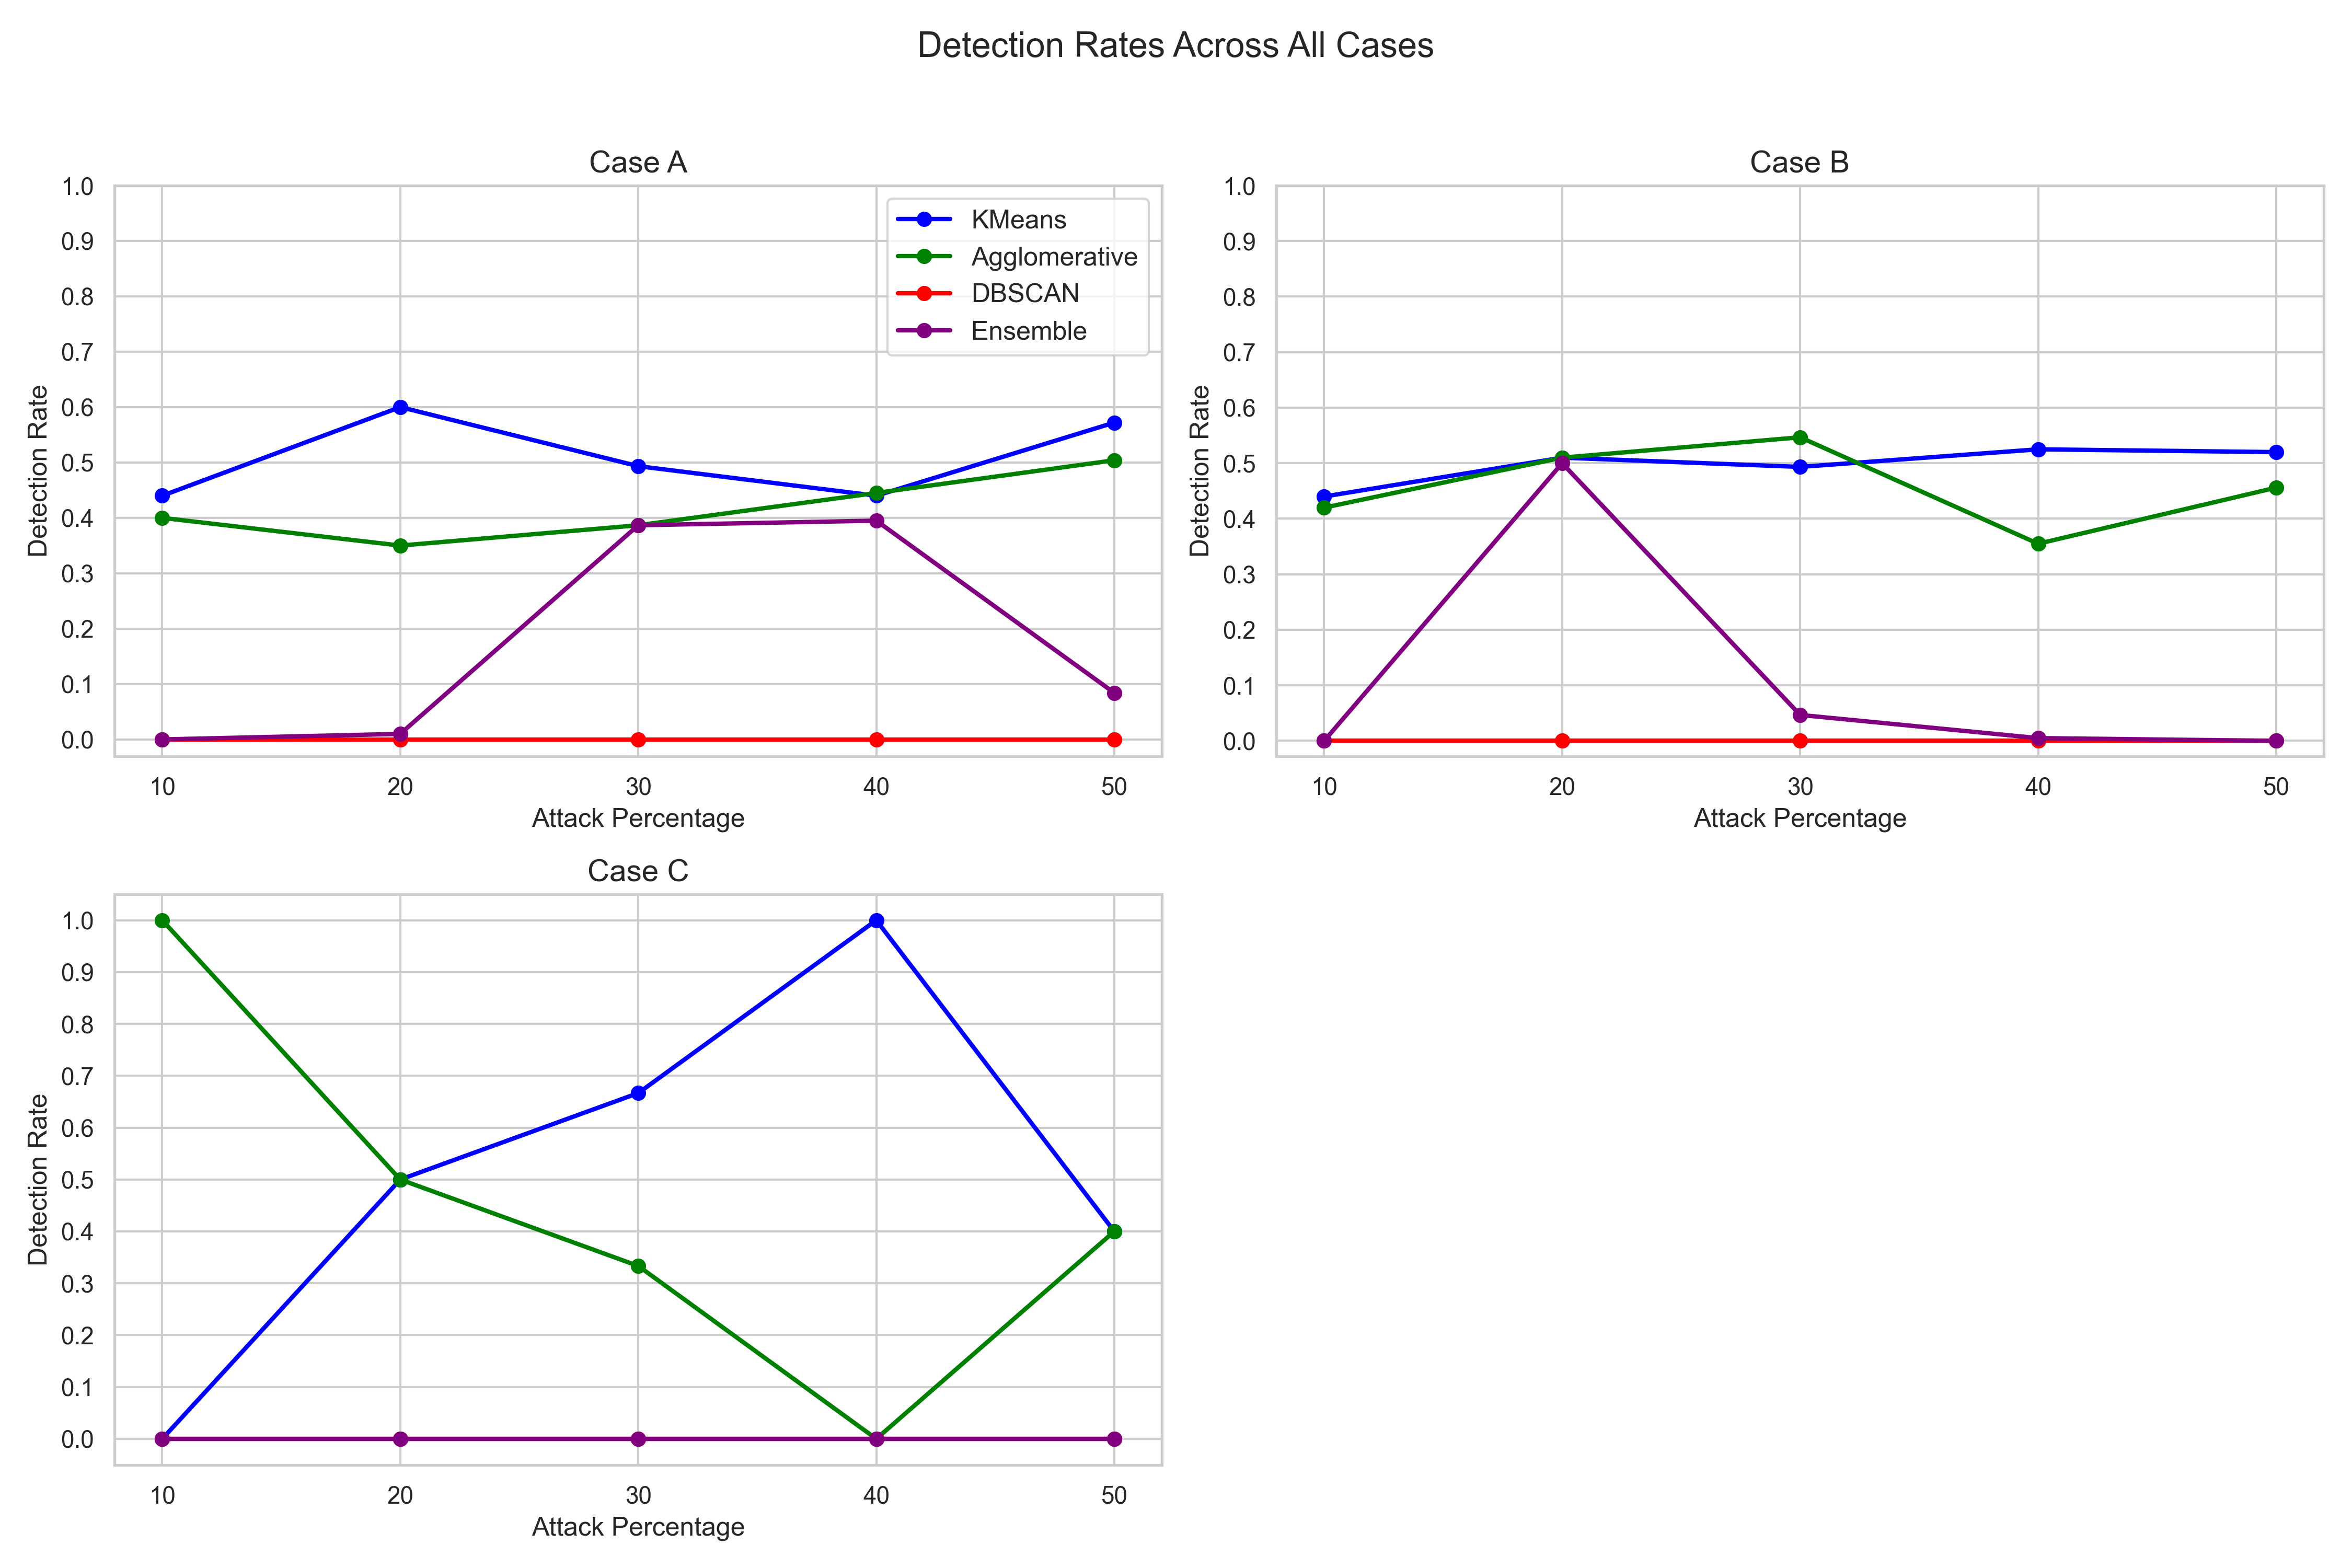 Detection Rates Across All Cases
Case A
1.0
0.9
0.8
0.7
0.6
0.5
0.4
0.3
0.2
0.1
0.0
Detection Rate
KMeans
Agglomerative
DBSCAN
Ensemble
10 20 30 40 50
Attack Percentage
Case B
1.0
0.9
0.8
0.7
0.6
0.5
0.4
0.3
0.2
0.1
0.0
Detection Rate
10 20 30 40 50
Attack Percentage
Case C
1.0
0.9
0.8
0.7
0.6
0.5
0.4
0.3
0.2
0.1
0.0
Detection Rate
10 20 30 40 50
Attack Percentage